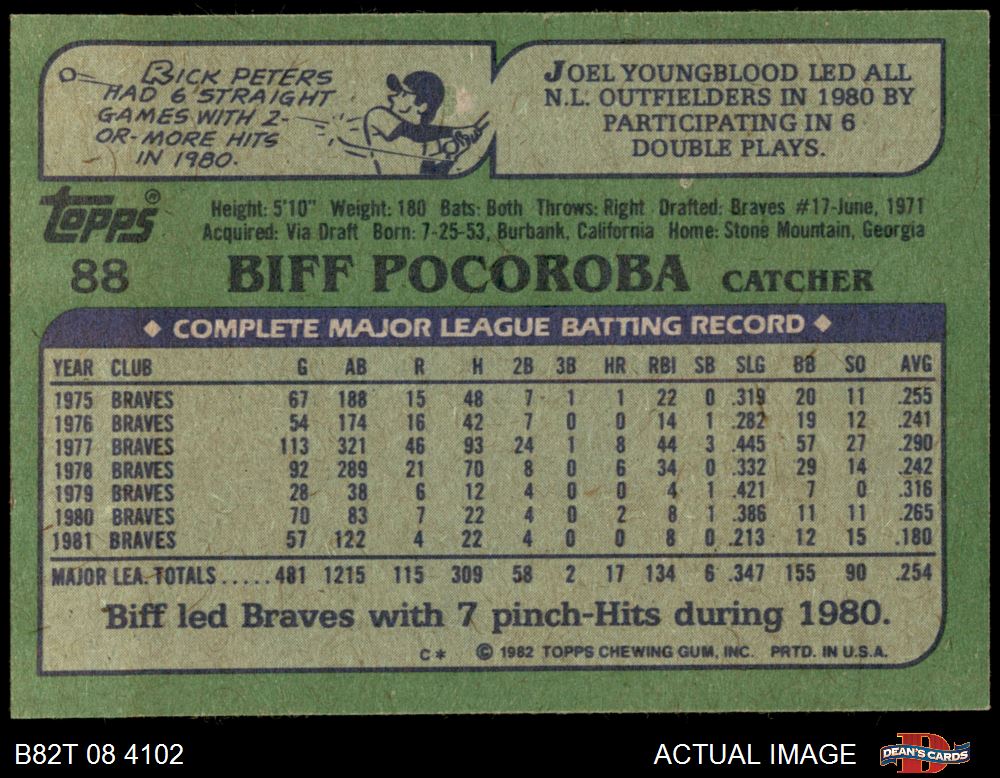 RICK PETERS
HAD 6 STRAIGHT
GAMES WITH 2-
OR-MORE HITS
IN 1980.
JOEL YOUNGBLOOD LED ALL
N.L. OUTFIELDERS IN 1980 BY
PARTICIPATING IN 6
DOUBLE PLAYS.
TOPPS®
Height: 5'10" Weight: 180 Bats: Both Throws: Right Drafted: Braves #17-June, 1971
Acquired: Via Draft Born: 7-25-53, Burbank, California Home: Stone Mountain, Georgia
88 BIFF POCOROBA CATCHER
◆ COMPLETE MAJOR LEAGUE BATTING RECORD ◆
YEAR CLUB G AB R H 2B 3B HR RBI SB SLG BB SO AVG
1975 BRAVES 67 188 15 48 7 1 1 22 0 .319 20 11 .255
1976 BRAVES 54 174 16 42 7 0 0 14 1 .282 19 12 .241
1977 BRAVES 113 321 46 93 24 1 8 44 3 .445 57 27 .290
1978 BRAVES 92 289 21 70 8 0 6 34 0 .332 29 14 .242
1979 BRAVES 28 38 6 12 4 0 0 4 1 .421 7 0 .316
1980 BRAVES 70 83 7 22 4 0 2 8 1 .386 11 11 .265
1981 BRAVES 57 122 4 22 4 0 0 8 0 .213 12 15 .180
MAJOR LEA. TOTALS.....481 1215 115 309 58 2 17 134 6 .347 155 90 .254
Biff led Braves with 7 pinch-Hits during 1980.
C* © 1982 TOPPS CHEWING GUM, INC. PRTD. IN U.S.A.
B82T 08 4102
ACTUAL IMAGE
D
DEAN'S CARDS